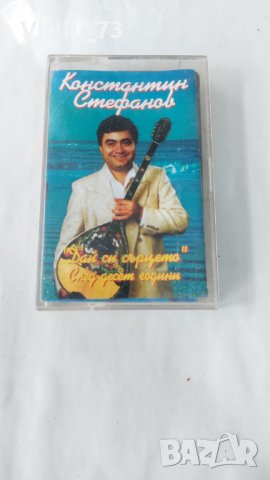 Константин
Стефанов
"Дай си сърцето"
След десет години
BAZAR